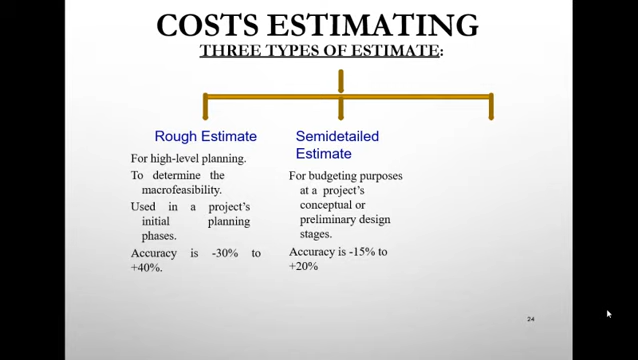 COSTS ESTIMATING
THREE TYPES OF ESTIMATE:
Rough Estimate
For high-level planning.
To determine the
macrofeasibility.
Used in a project's
initial planning
phases.
Accuracy is -30% to
+40%.
Semidetailed
Estimate
For budgeting purposes
at a project's
conceptual or
preliminary design
stages.
Accuracy is -15% to
+20%
24